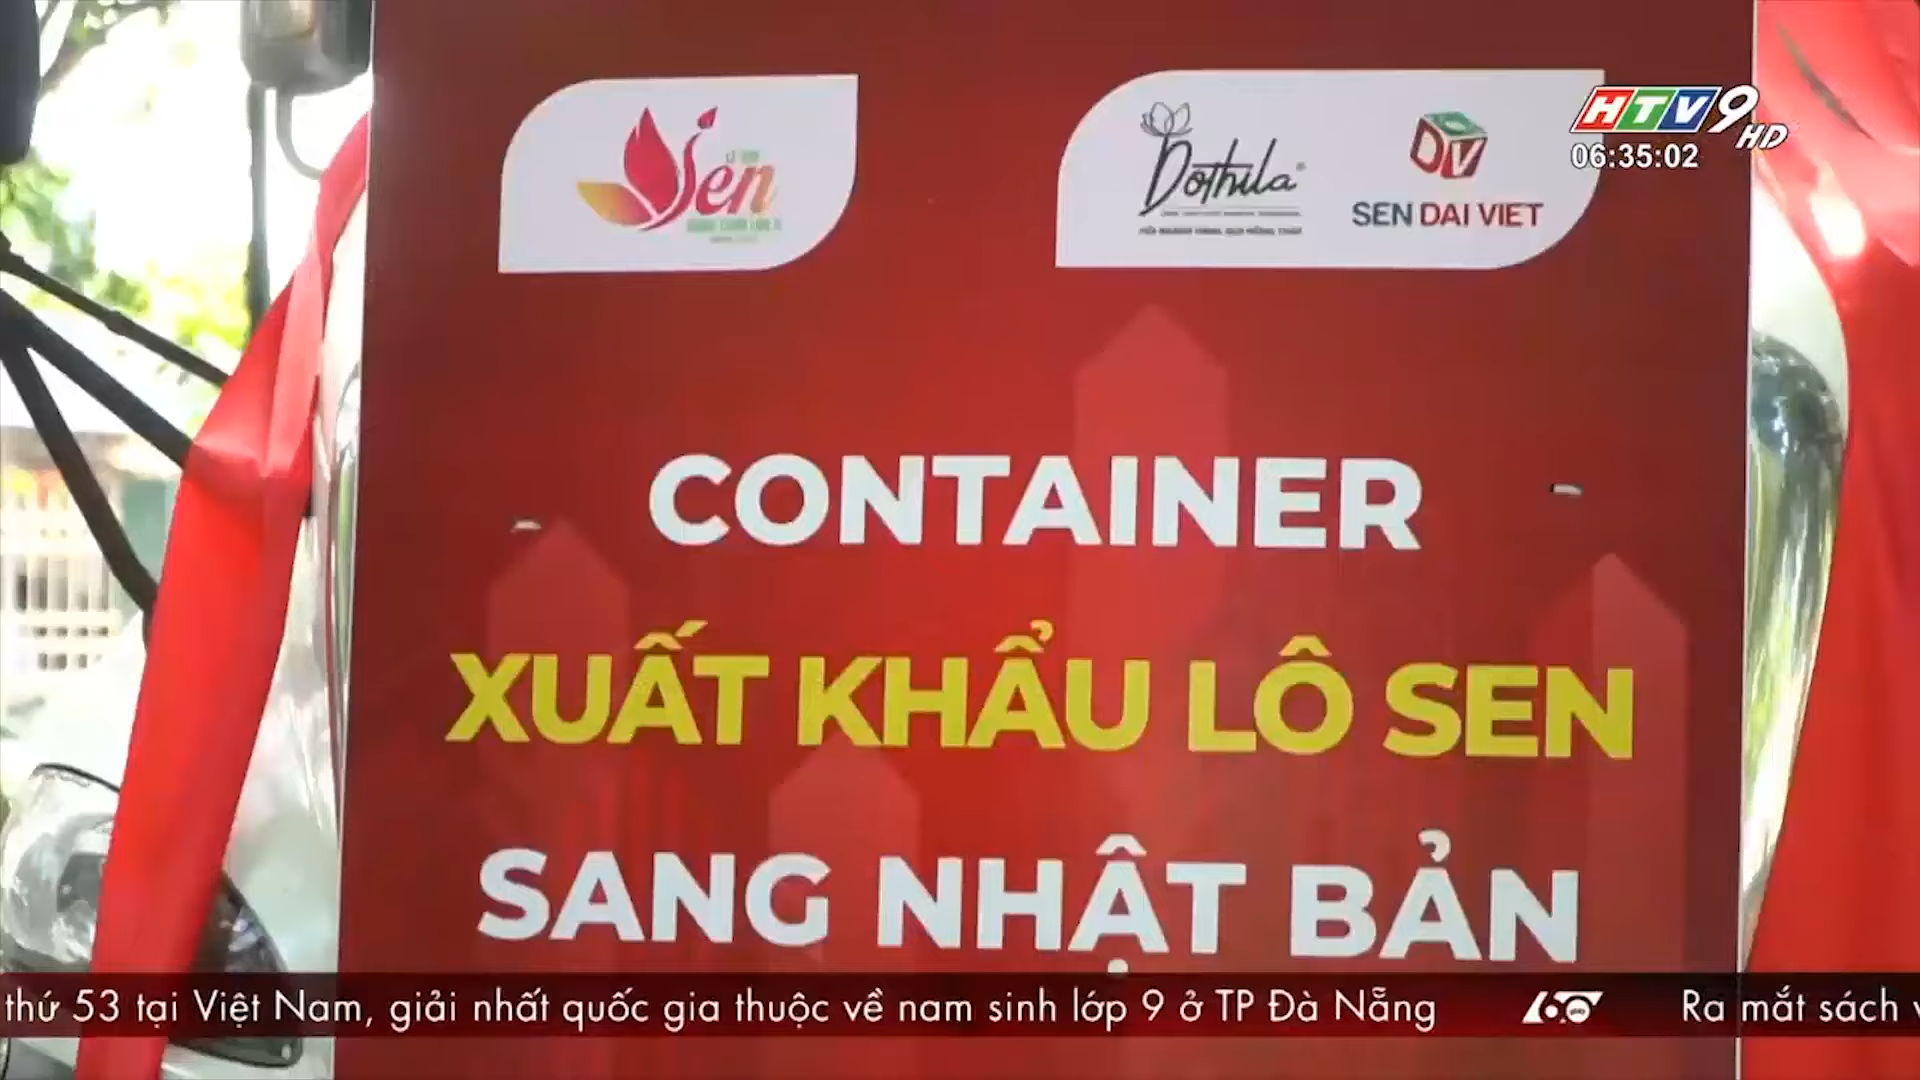 HTV9 HD
06:35:02
Sen
Dothila
SEN DAI VIET
CONTAINER
XUẤT KHẨU LÔ SEN
SANG NHẬT BẢN
thứ 53 tại Việt Nam, giải nhất quốc gia thuộc về nam sinh lớp 9 ở TP Đà Nẵng
60 Ra mắt sách